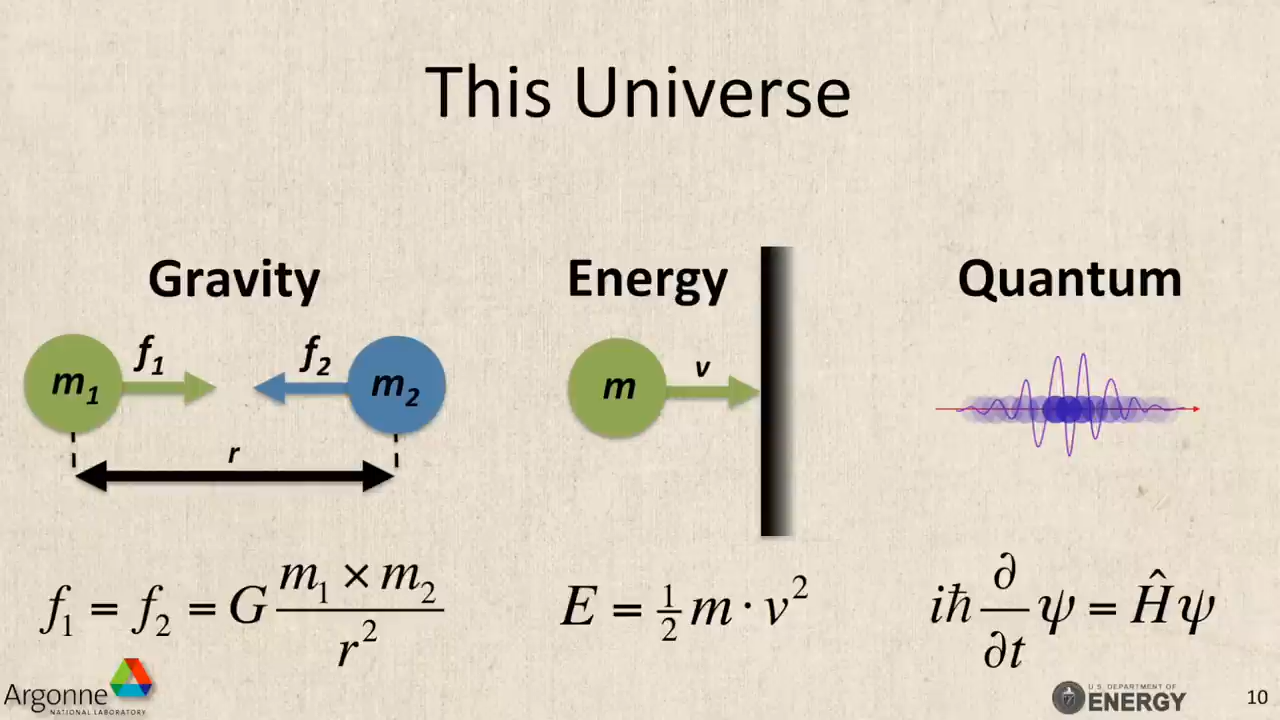 This Universe
Gravity
m₁ f₁ f₂ m₂
r
f₁ = f₂ = G (m₁ × m₂) / r²
Energy
m v
E = ½ m · v²
Quantum
iħ ∂/∂t ψ = Ĥψ
Argonne
NATIONAL LABORATORY
U.S. DEPARTMENT OF
ENERGY
10